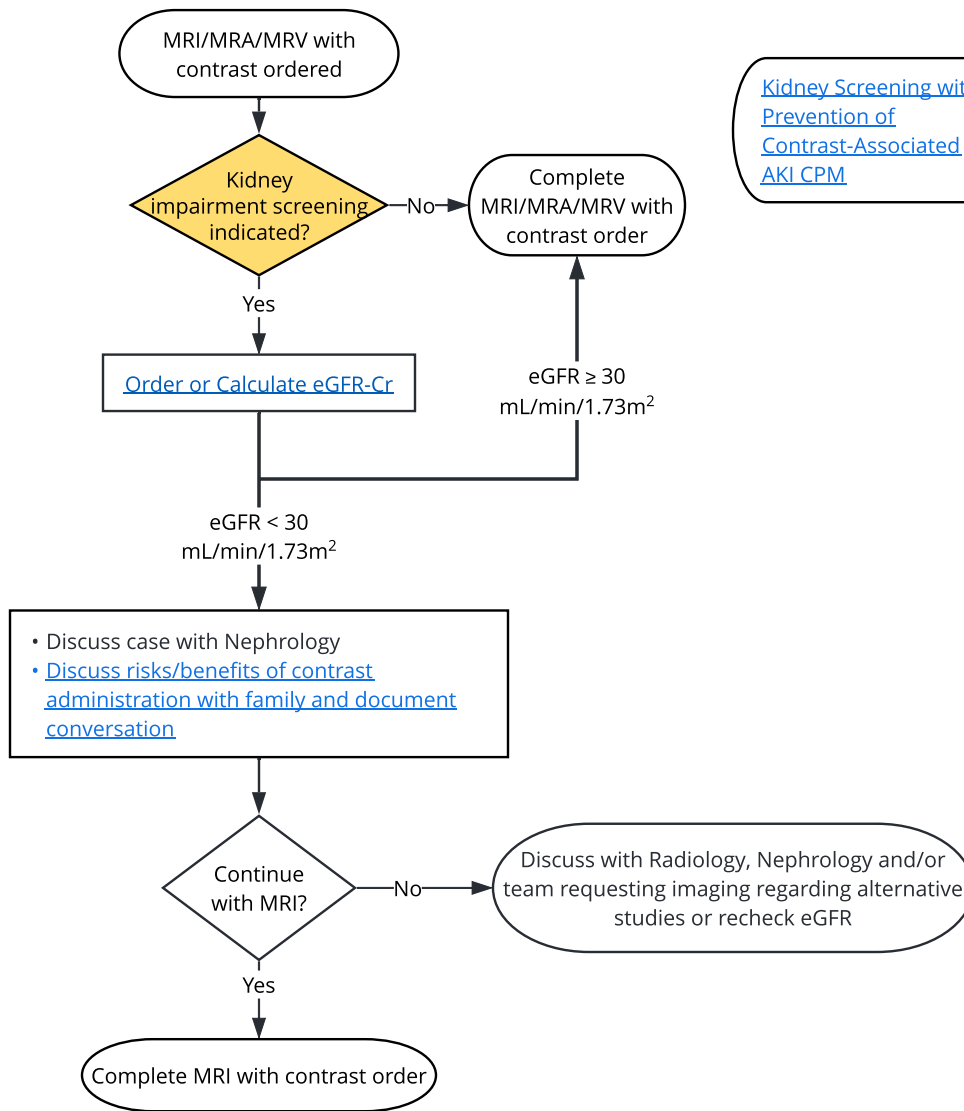 MRI/MRA/MRV with
contrast ordered
Kidney Screening
Prevention of
Contrast-Associated
AKI CPM
Kidney
impairment screening
indicated?
No
Complete
MRI/MRA/MRV with
contrast order
Yes
Order or Calculate eGFR-Cr
eGFR ≥ 30
mL/min/1.73m²
eGFR < 30
mL/min/1.73m²
• Discuss case with Nephrology
• Discuss risks/benefits of contrast
administration with family and document
conversation
Continue
with MRI?
No
Discuss with Radiology, Nephrology and/or
team requesting imaging regarding alternative
studies or recheck eGFR
Yes
Complete MRI with contrast order